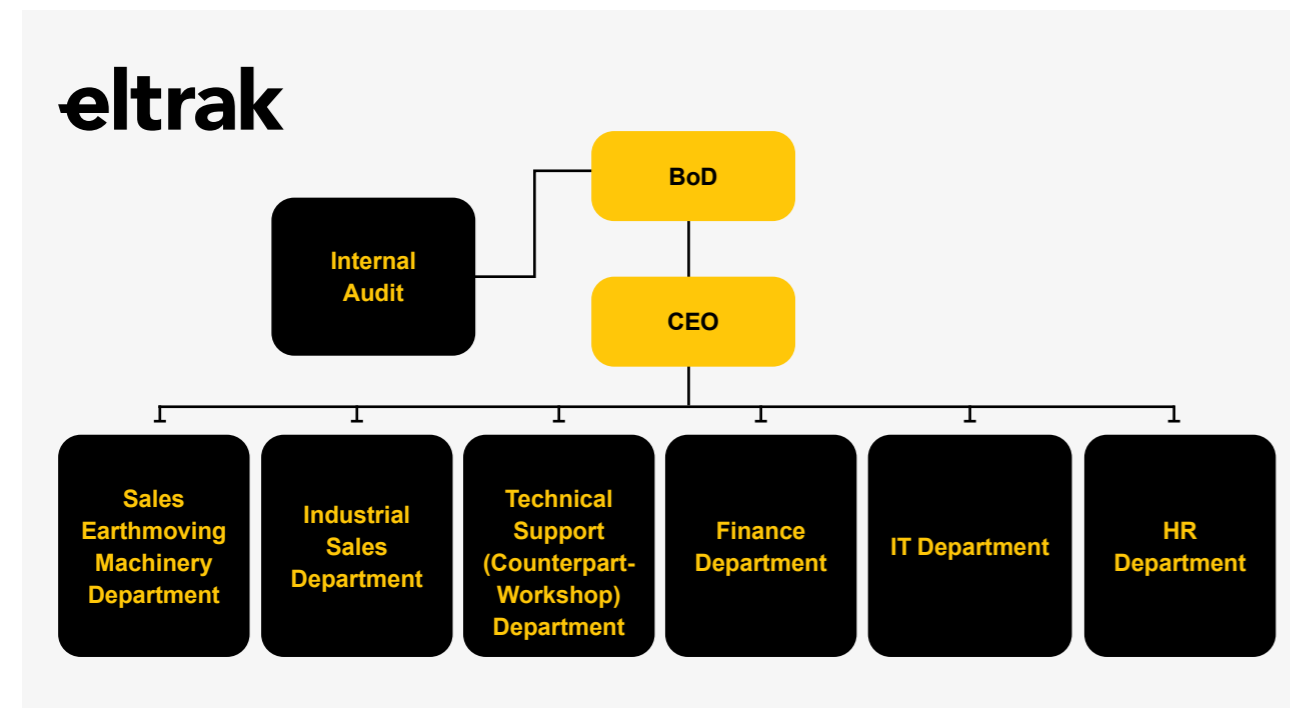 eltrak
BoD
Internal
Audit
CEO
Sales
Earthmoving
Machinery
Department
Industrial
Sales
Department
Technical
Support
(Counterpart-
Workshop)
Department
Finance
Department
IT Department
HR
Department